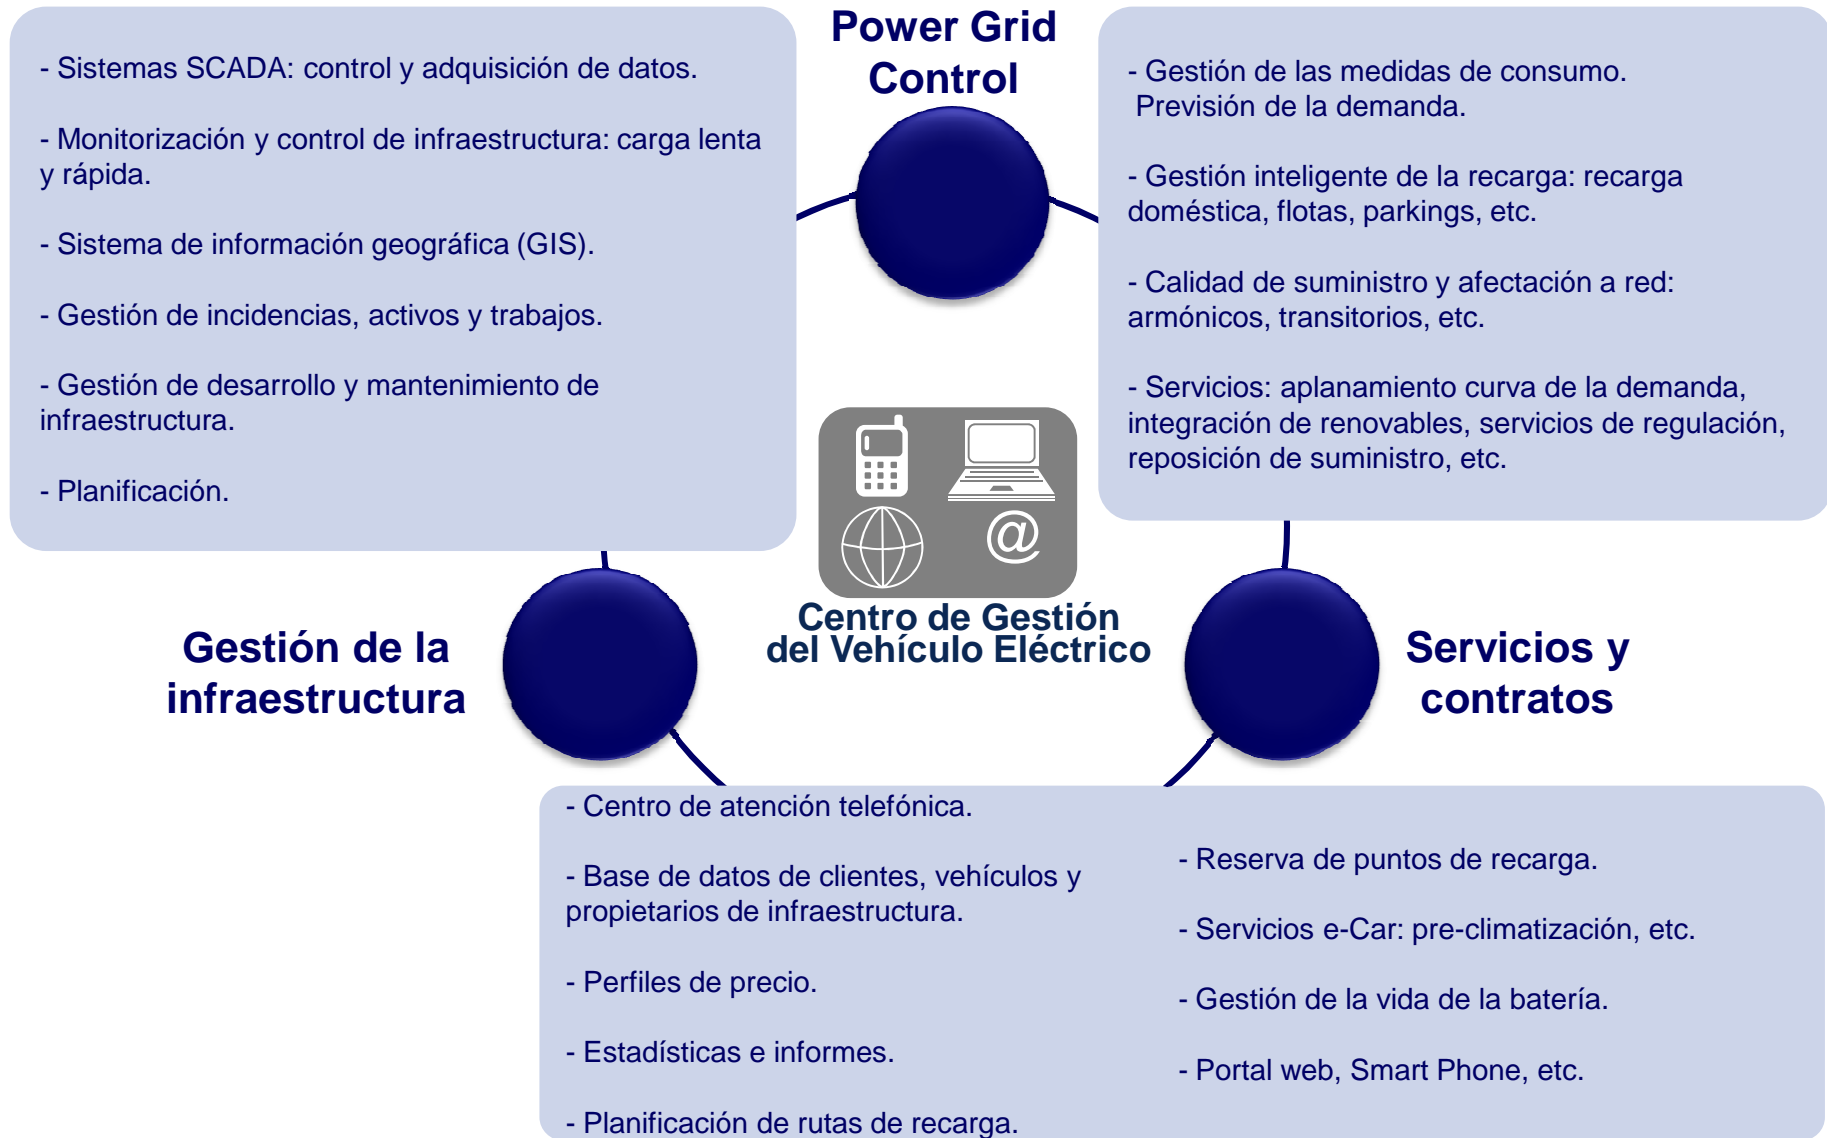 Power Grid
Control
- Sistemas SCADA: control y adquisición de datos.
- Monitorización y control de infraestructura: carga lenta
y rápida.
- Sistema de información geográfica (GIS).
- Gestión de incidencias, activos y trabajos.
- Gestión de desarrollo y mantenimiento de
infraestructura.
- Planificación.
- Gestión de las medidas de consumo.
Previsión de la demanda.
- Gestión inteligente de la recarga: recarga
doméstica, flotas, parkings, etc.
- Calidad de suministro y afectación a red:
armónicos, transitorios, etc.
- Servicios: aplanamiento curva de la demanda,
integración de renovables, servicios de regulación,
reposición de suministro, etc.
@
Centro de Gestión
del Vehículo Eléctrico
Gestión de la
infraestructura
Servicios y
contratos
- Centro de atención telefónica.
- Base de datos de clientes, vehículos y
propietarios de infraestructura.
- Perfiles de precio.
- Estadísticas e informes.
- Planificación de rutas de recarga.
- Reserva de puntos de recarga.
- Servicios e-Car: pre-climatización, etc.
- Gestión de la vida de la batería.
- Portal web, Smart Phone, etc.